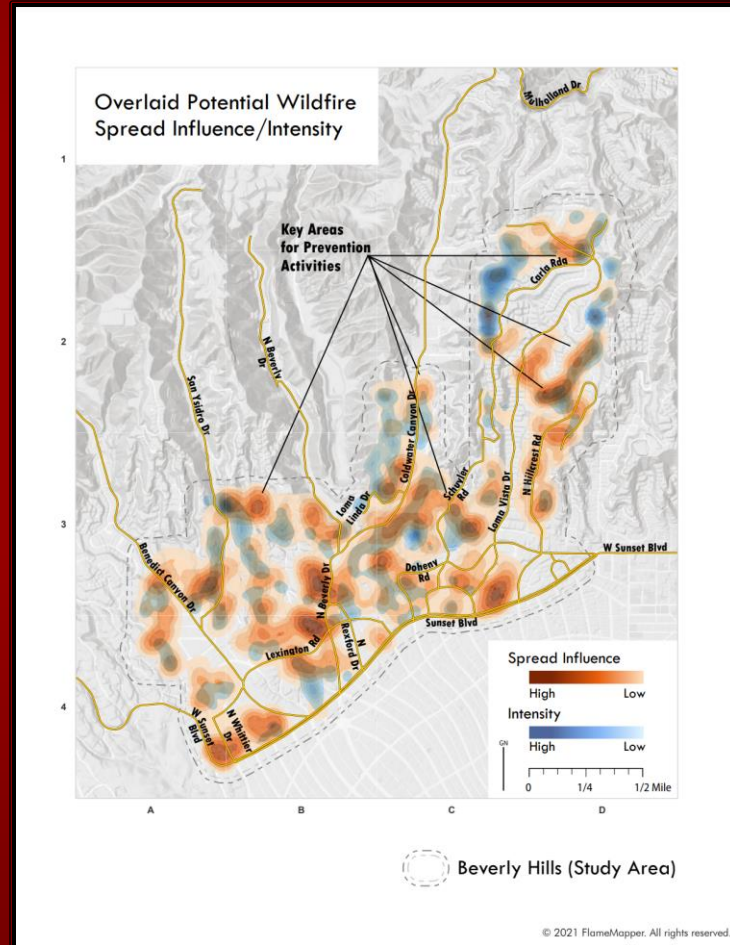 Overlaid Potential Wildfire
Spread Influence/Intensity
Mulholland Dr
1
Key Areas
for Prevention
Activities
Carla Rdg
2
N Beverly
Dr
San Ysidro Dr
Coldwater Canyon Dr
N Hillcrest Rd
Schuyler
Rd
Loma
Linda Dr
Loma Vista Dr
3
W Sunset Blvd
Benedict Canyon Dr
Doheny
Rd
N Beverly Dr
Sunset Blvd
Lexinaton Rd
N
Rexford Dr
4
W Sunset
Blvd
N Whittier
Dr
Spread Influence
High Low
Intensity
High Low
GN
0 1/4 1/2 Mile
A B C D
Beverly Hills (Study Area)
© 2021 FlameMapper. All rights reserved.